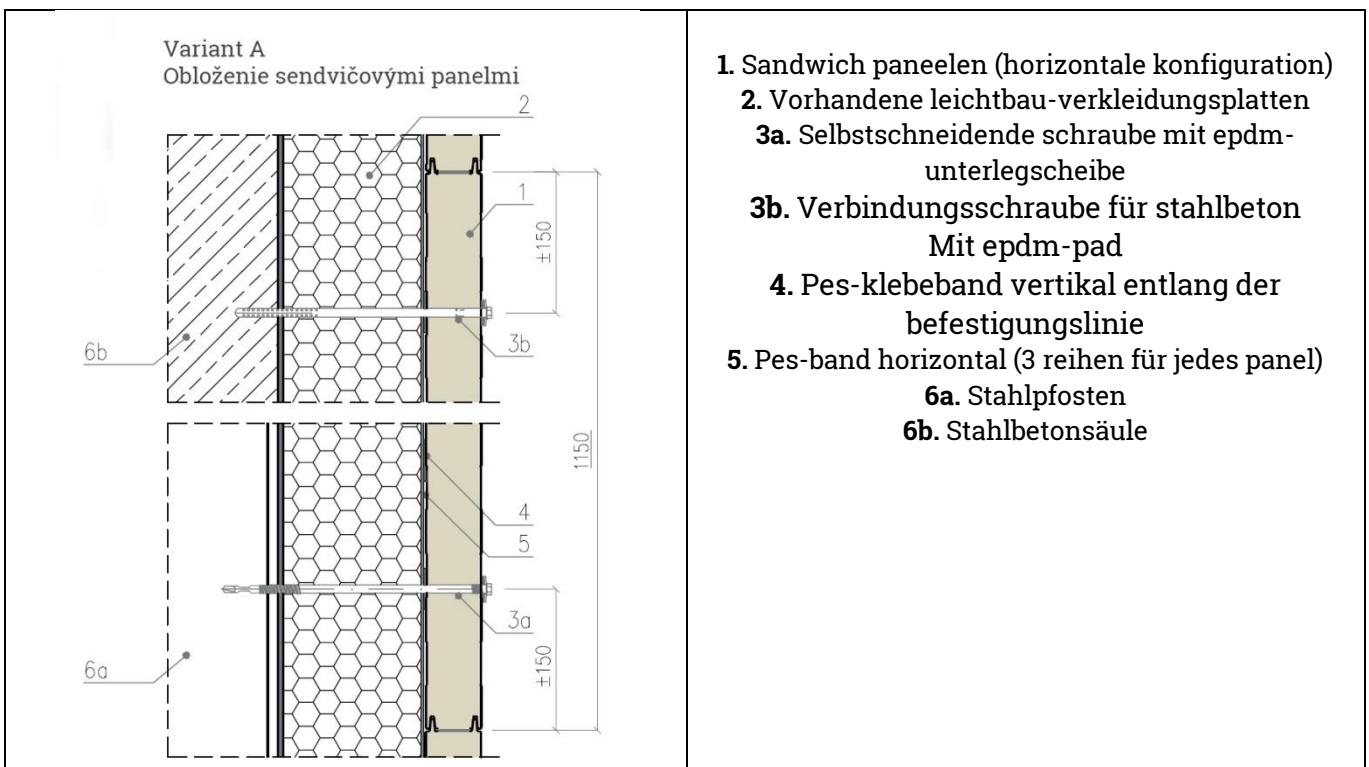 Variant A
Obloženie sendvičovými panelmi
2
1
±150
3b
6b
1150
4
5
3a
6a
±150
1. Sandwich paneelen (horizontale konfiguration)
2. Vorhandene leichtbau-verkleidungsplatten
3a. Selbstschneidende schraube mit epdm-
unterlegscheibe
3b. Verbindungsschraube für stahlbeton
Mit epdm-pad
4. Pes-klebeband vertikal entlang der
befestigungslinie
5. Pes-band horizontal (3 reihen für jedes panel)
6a. Stahlpfosten
6b. Stahlbetonsäule